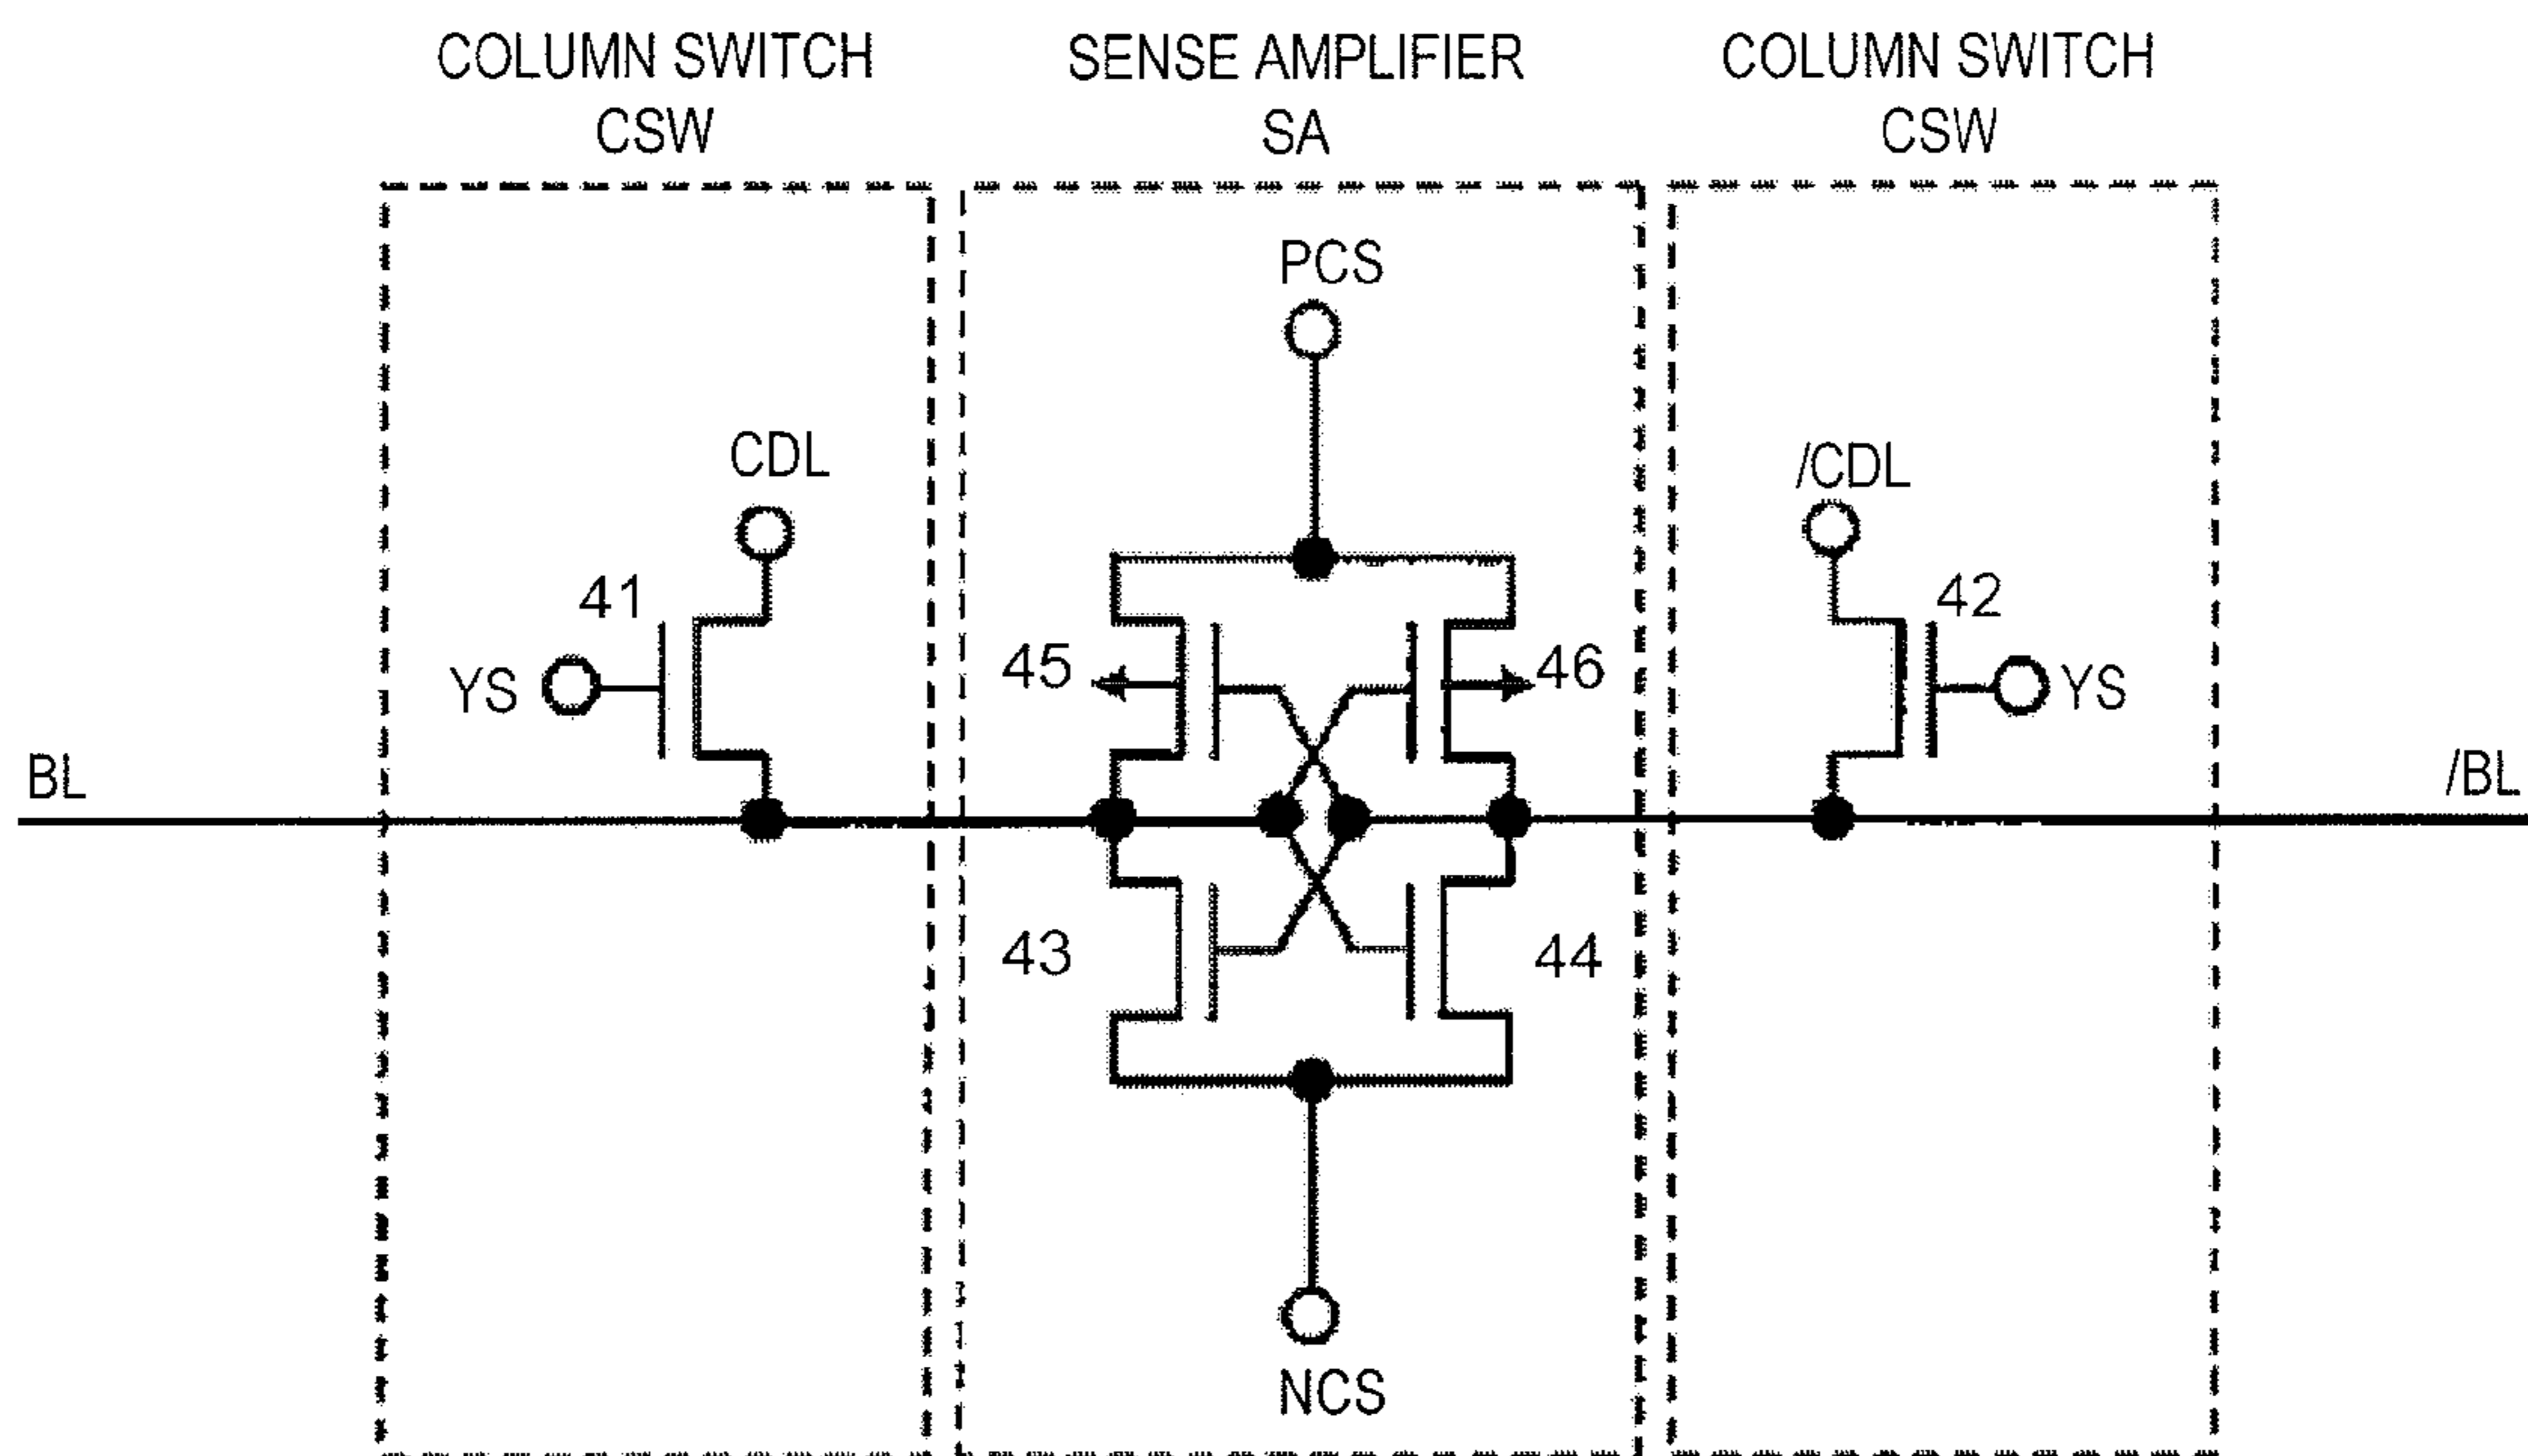 COLUMN SWITCH
CSW
SENSE AMPLIFIER
SA
COLUMN SWITCH
CSW
PCS
CDL
/CDL
41
42
45
46
YS
YS
BL
/BL
43
44
NCS